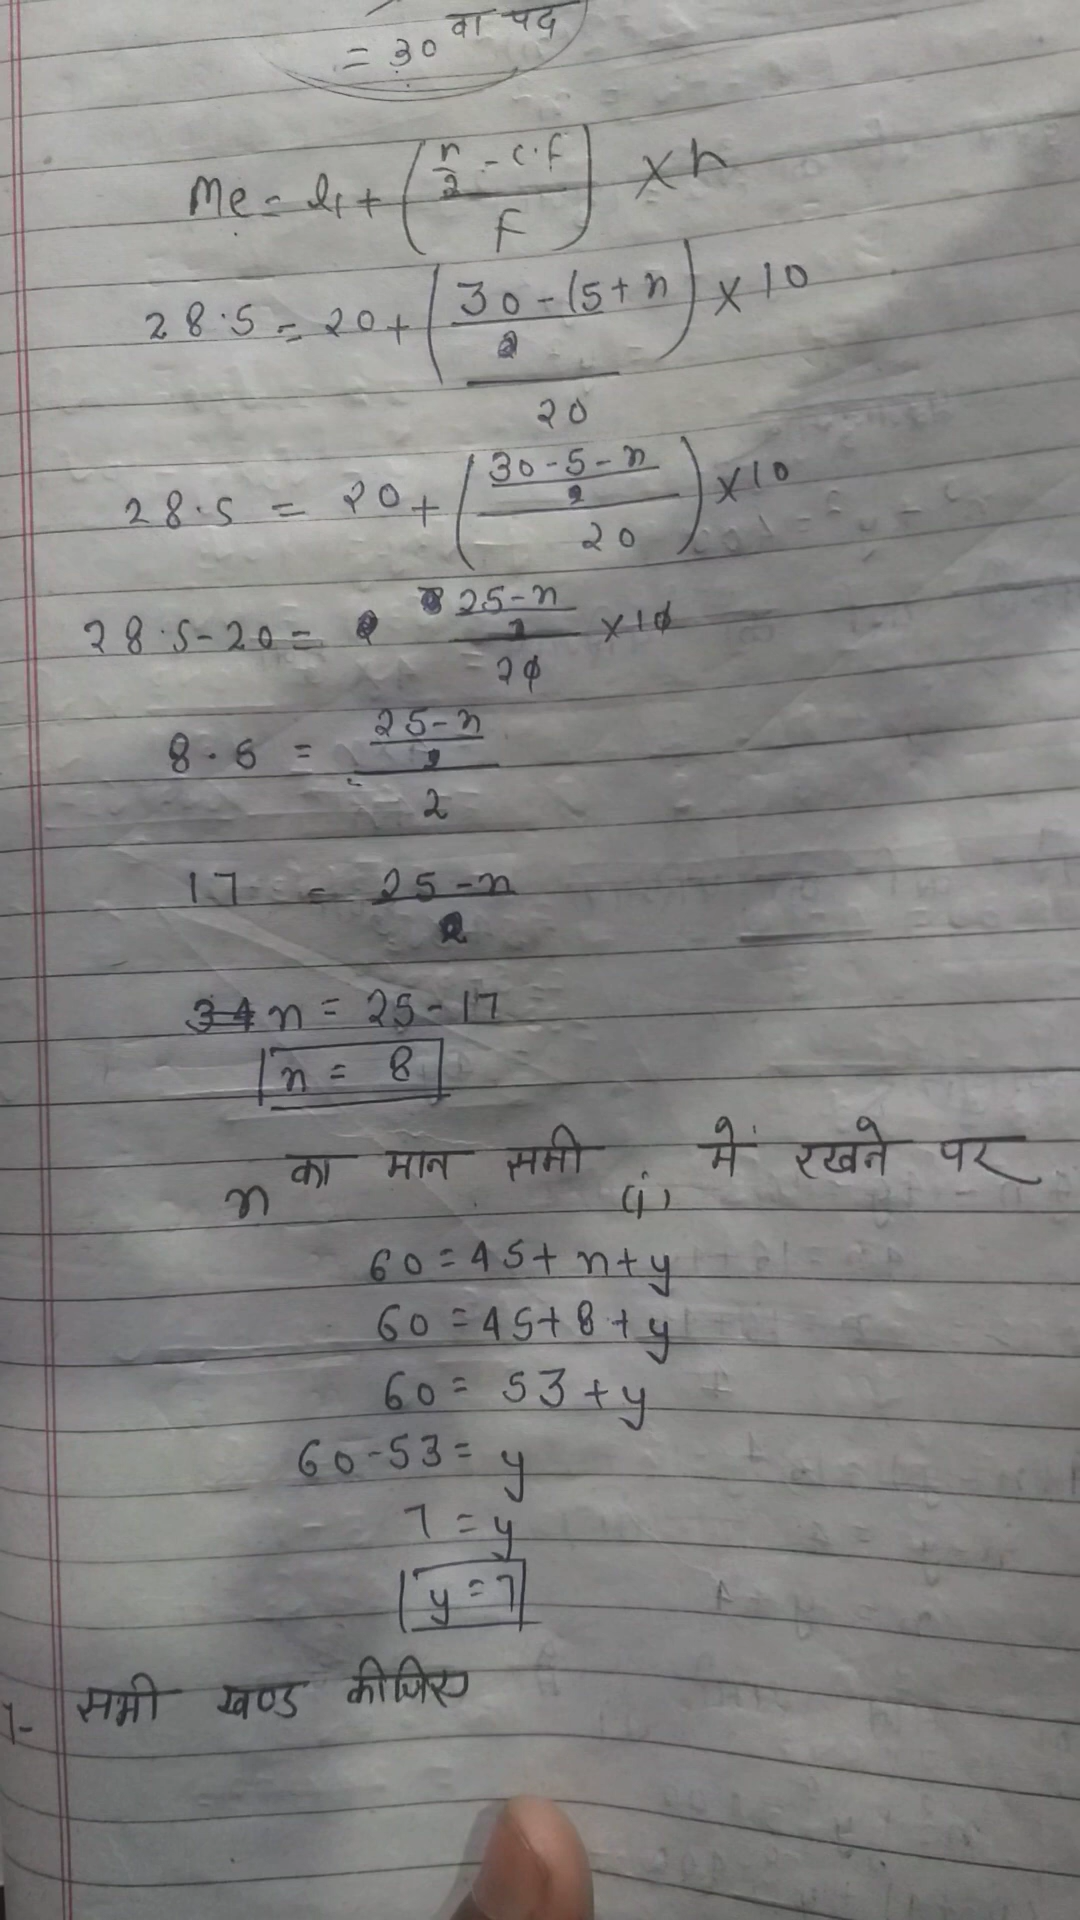 = 30 वा पद
Me = l1 + ( n/2 - c.f / f ) × h
28.5 = 20 + ( 30 - (5 + x / 2 / 20 ) × 10
28.5 = 20 + ( 30 - 5 - x / 2 / 20 ) × 10
28.5 - 20 = 25 - x / 2 / 20 × 10
8.5 = 25 - x / 2 / 2
17 = 25 - x / 2
34 x = 25 - 17
x = 8
x का मान समी (i) में रखने पर
60 = 45 + x + y
60 = 45 + 8 + y
60 = 53 + y
60 - 53 = y
7 = y
y = 7
1- सभी खण्ड कीजिए